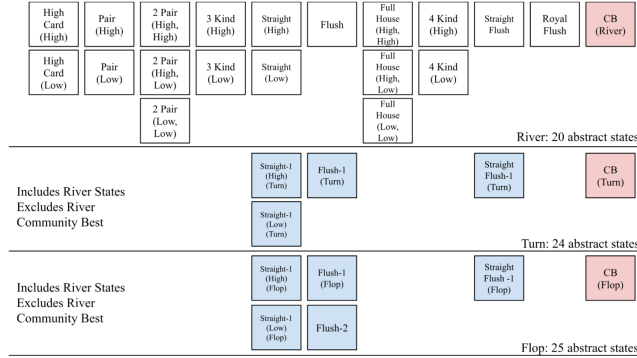 High
Card
(High)
Pair
(High)
2 Pair
(High,
High)
3 Kind
(High)
Straight
(High)
Flush
Full
House
(High,
High)
4 Kind
(High)
Straight
Flush
Royal
Flush
CB
(River)
High
Card
(Low)
Pair
(Low)
2 Pair
(High,
Low)
3 Kind
(Low)
Straight
(Low)
Full
House
(High,
Low)
4 Kind
(Low)
2 Pair
(Low,
Low)
Full
House
(Low,
Low)
River: 20 abstract states
Includes River States
Excludes River
Community Best
Straight-1
(High)
(Turn)
Flush-1
(Turn)
Straight
Flush-1
(Turn)
CB
(Turn)
Straight-1
(Low)
(Turn)
Turn: 24 abstract states
Includes River States
Excludes River
Community Best
Straight-1
(High)
(Flop)
Flush-1
(Flop)
Straight
Flush -1
(Flop)
CB
(Flop)
Straight-1
(Low)
(Flop)
Flush-2
Flop: 25 abstract states